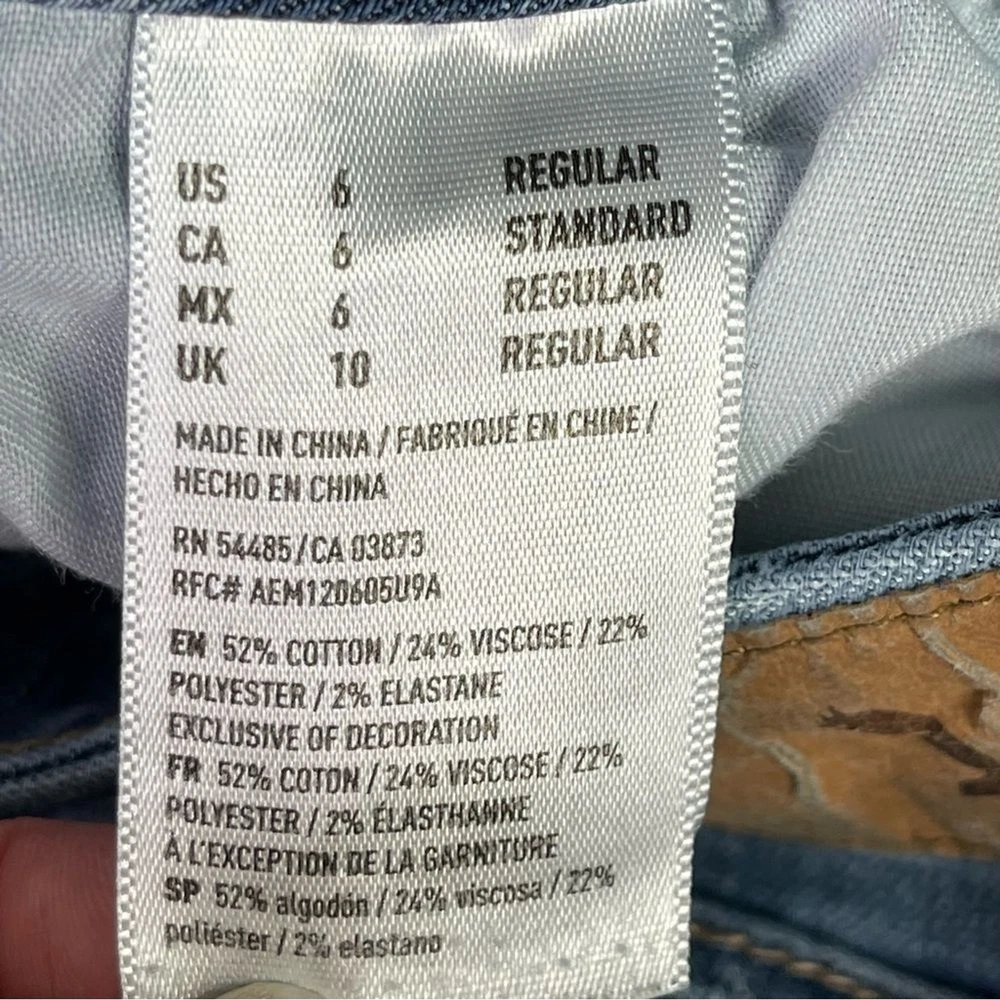 US 6 REGULAR
CA 6 STANDARD
MX 6 REGULAR
UK 10 REGULAR
MADE IN CHINA / FABRIQUÉ EN CHINE /
HECHO EN CHINA
RN 54485/CA 03873
RFC# AEM120605U9A
EN 52% COTTON / 24% VISCOSE / 22%
POLYESTER / 2% ELASTANE
EXCLUSIVE OF DECORATION
FR 52% COTON / 24% VISCOSE / 22%
POLYESTER / 2% ÉLASTHANNE
À L'EXCEPTION DE LA GARNITURE
SP 52% algodón / 24% viscosa / 22%
poliéster / 2% elastano